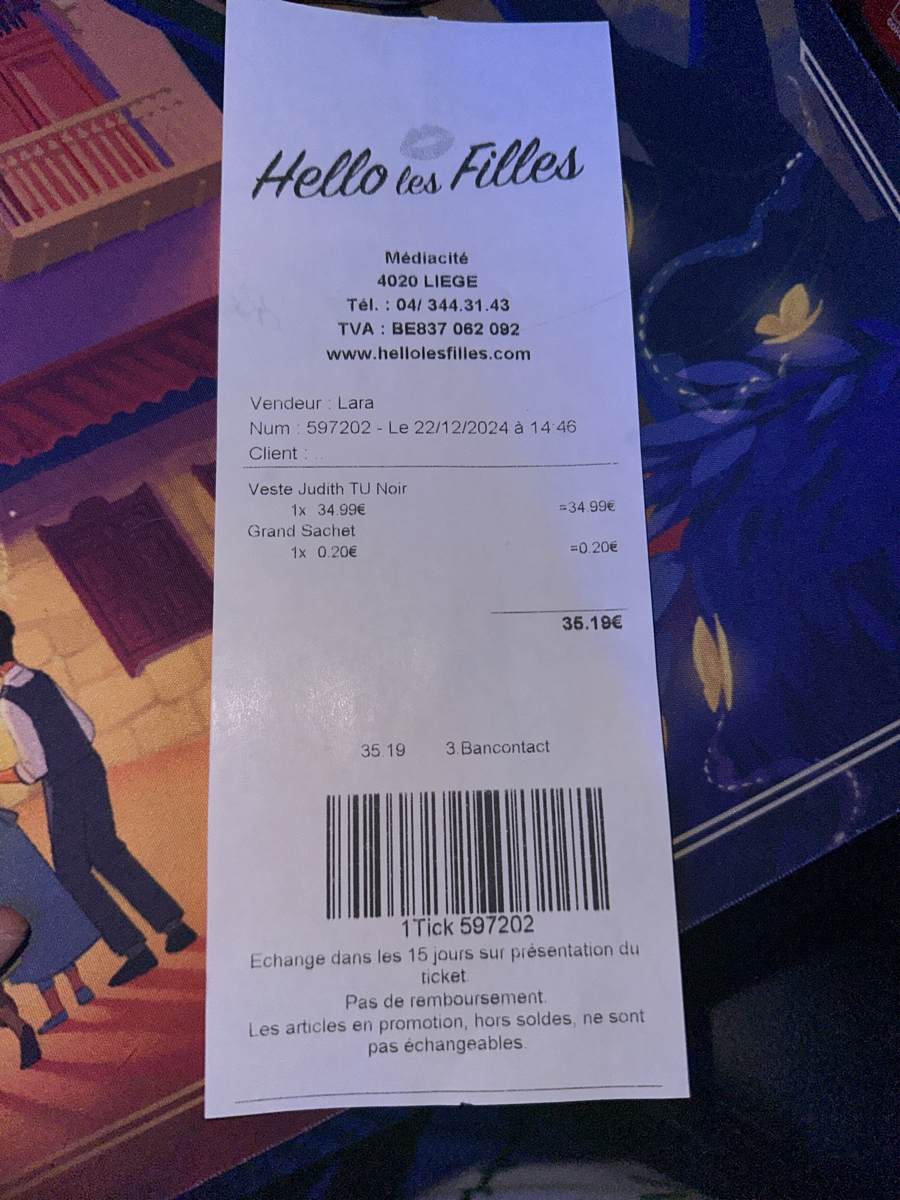 Hello les Filles
Médiacité
4020 LIEGE
Tél. : 04/ 344.31.43
TVA : BE837 062 092
www.hellolesfilles.com
Vendeur : Lara
Num : 597202 - Le 22/12/2024 à 14:46
Client : ..
Veste Judith TU Noir
1x 34.99€ =34.99€
Grand Sachet
1x 0.20€ =0.20€
35.19€
35.19 3.Bancontact
1Tick 597202
Echange dans les 15 jours sur présentation du
ticket.
Pas de remboursement.
Les articles en promotion, hors soldes, ne sont
pas échangeables.